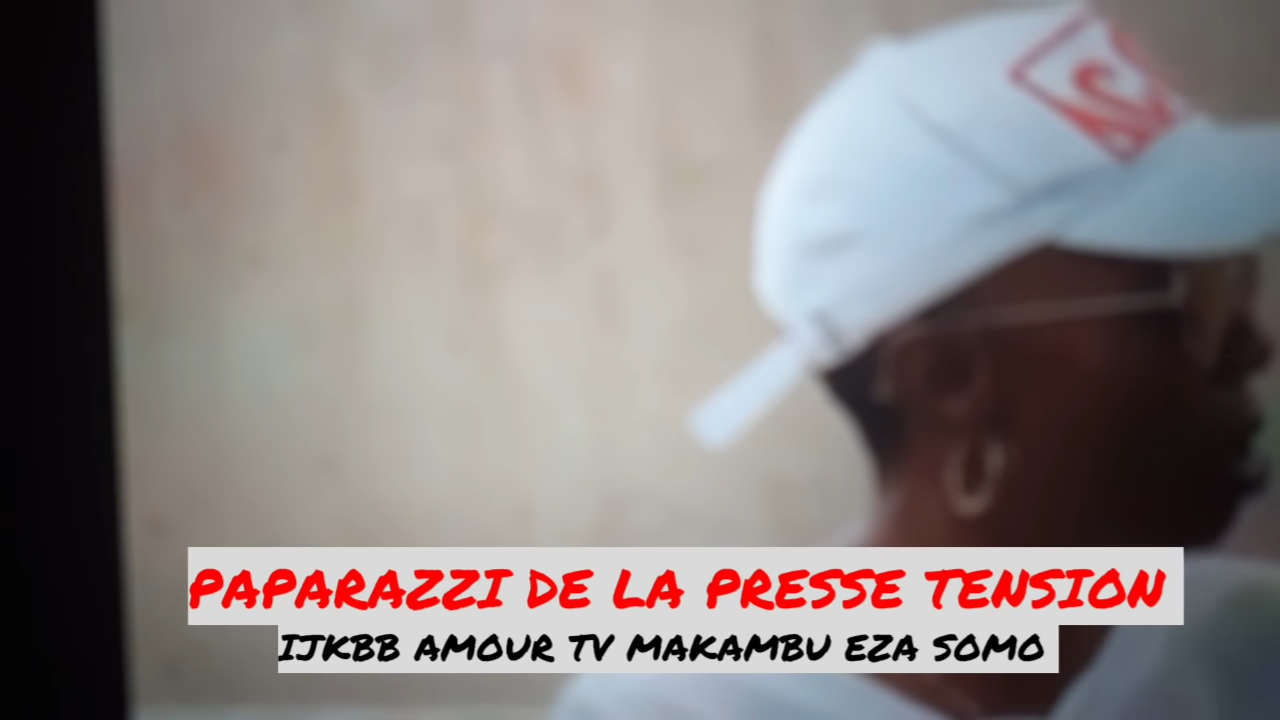 PAPARAZZI DE LA PRESSE TENSION
IJKBB AMOUR TV MAKAMBU EZA SOMO